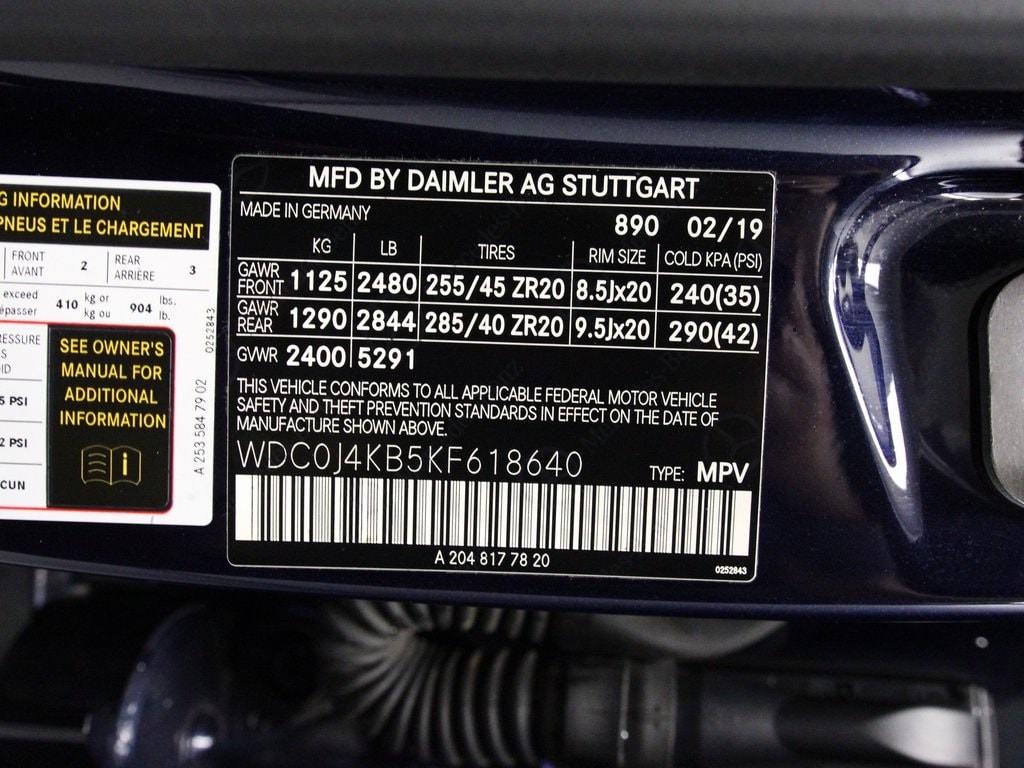 G INFORMATION
PNEUS ET LE CHARGEMENT
FRONT
AVANT
2
REAR
ARRIÈRE
3
exceed
410 kg or
kg ou
904 lbs.
lb.
SEE OWNER'S
MANUAL FOR
ADDITIONAL
INFORMATION
5 PSI
2 PSI
0252843
A 253 584 79 02
MFD BY DAIMLER AG STUTTGART
MADE IN GERMANY
890 02/19
KG LB TIRES RIM SIZE COLD KPA(PSI)
GAWR FRONT 1125 2480 255/45 ZR20 8.5Jx20 240(35)
GAWR REAR 1290 2844 285/40 ZR20 9.5Jx20 290(42)
GVWR 2400 5291
THIS VEHICLE CONFORMS TO ALL APPLICABLE FEDERAL MOTOR VEHICLE
SAFETY AND THEFT PREVENTION STANDARDS IN EFFECT ON THE DATE OF
MANUFACTURE SHOWN ABOVE.
WDC0J4KB5KF618640
TYPE: MPV
A 204 817 78 20
0252843